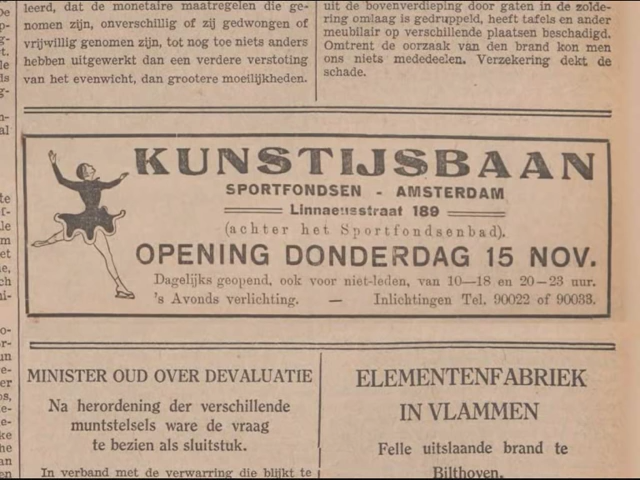 leerd, dat de monetaire maatregelen die ge-
nomen zijn, onverschillig of zij gedwongen of
vrijwillig genomen zijn, tot nog toe niets anders
hebben uitgewerkt dan een verdere verstoting
van het evenwicht, dan grootere moeilijkheden.
uit de bovenverdieping door gaten in de zolde-
ring omlaag is gedruppeld, heeft tafels en ander
meubilair op verschillende plaatsen beschadigd.
Omtrent de oorzaak van den brand kon men
ons niets mededeelen. Verzekering dekt de
schade.
KUNSTIJSBAAN
SPORTFONDSEN - AMSTERDAM
Linnaeusstraat 189
(achter het Sportfondsenbad).
OPENING DONDERDAG 15 NOV.
Dagelijks geopend, ook voor niet-leden, van 10—18 en 20—23 uur.
's Avonds verlichting. — Inlichtingen Tel. 90022 of 90033.
MINISTER OUD OVER DEVALUATIE
Na herordening der verschillende
muntstelsels ware de vraag
te bezien als sluitstuk.
In verband met de verwarring die blijkt te
ELEMENTENFABRIEK
IN VLAMMEN
Felle uitslaande brand te
Bilthoven.